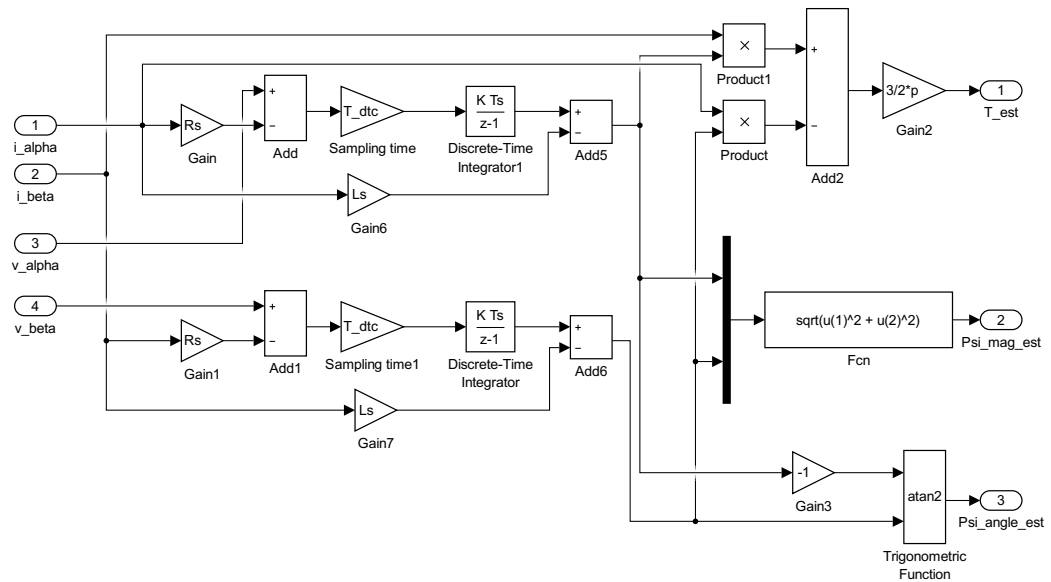 1
i_alpha
2
i_beta
3
v_alpha
4
v_beta
Rs
Gain
+
−
Add
T_dtc
Sampling time
K Ts
z-1
Discrete-Time
Integrator1
+
−
Add5
Ls
Gain6
Rs
Gain1
+
−
Add1
T_dtc
Sampling time1
K Ts
z-1
Discrete-Time
Integrator
+
−
Add6
Ls
Gain7
×
Product1
×
Product
+
−
Add2
3/2*p
Gain2
1
T_est
sqrt(u(1)^2 + u(2)^2)
Fcn
2
Psi_mag_est
-1
Gain3
atan2
Trigonometric
Function
3
Psi_angle_est